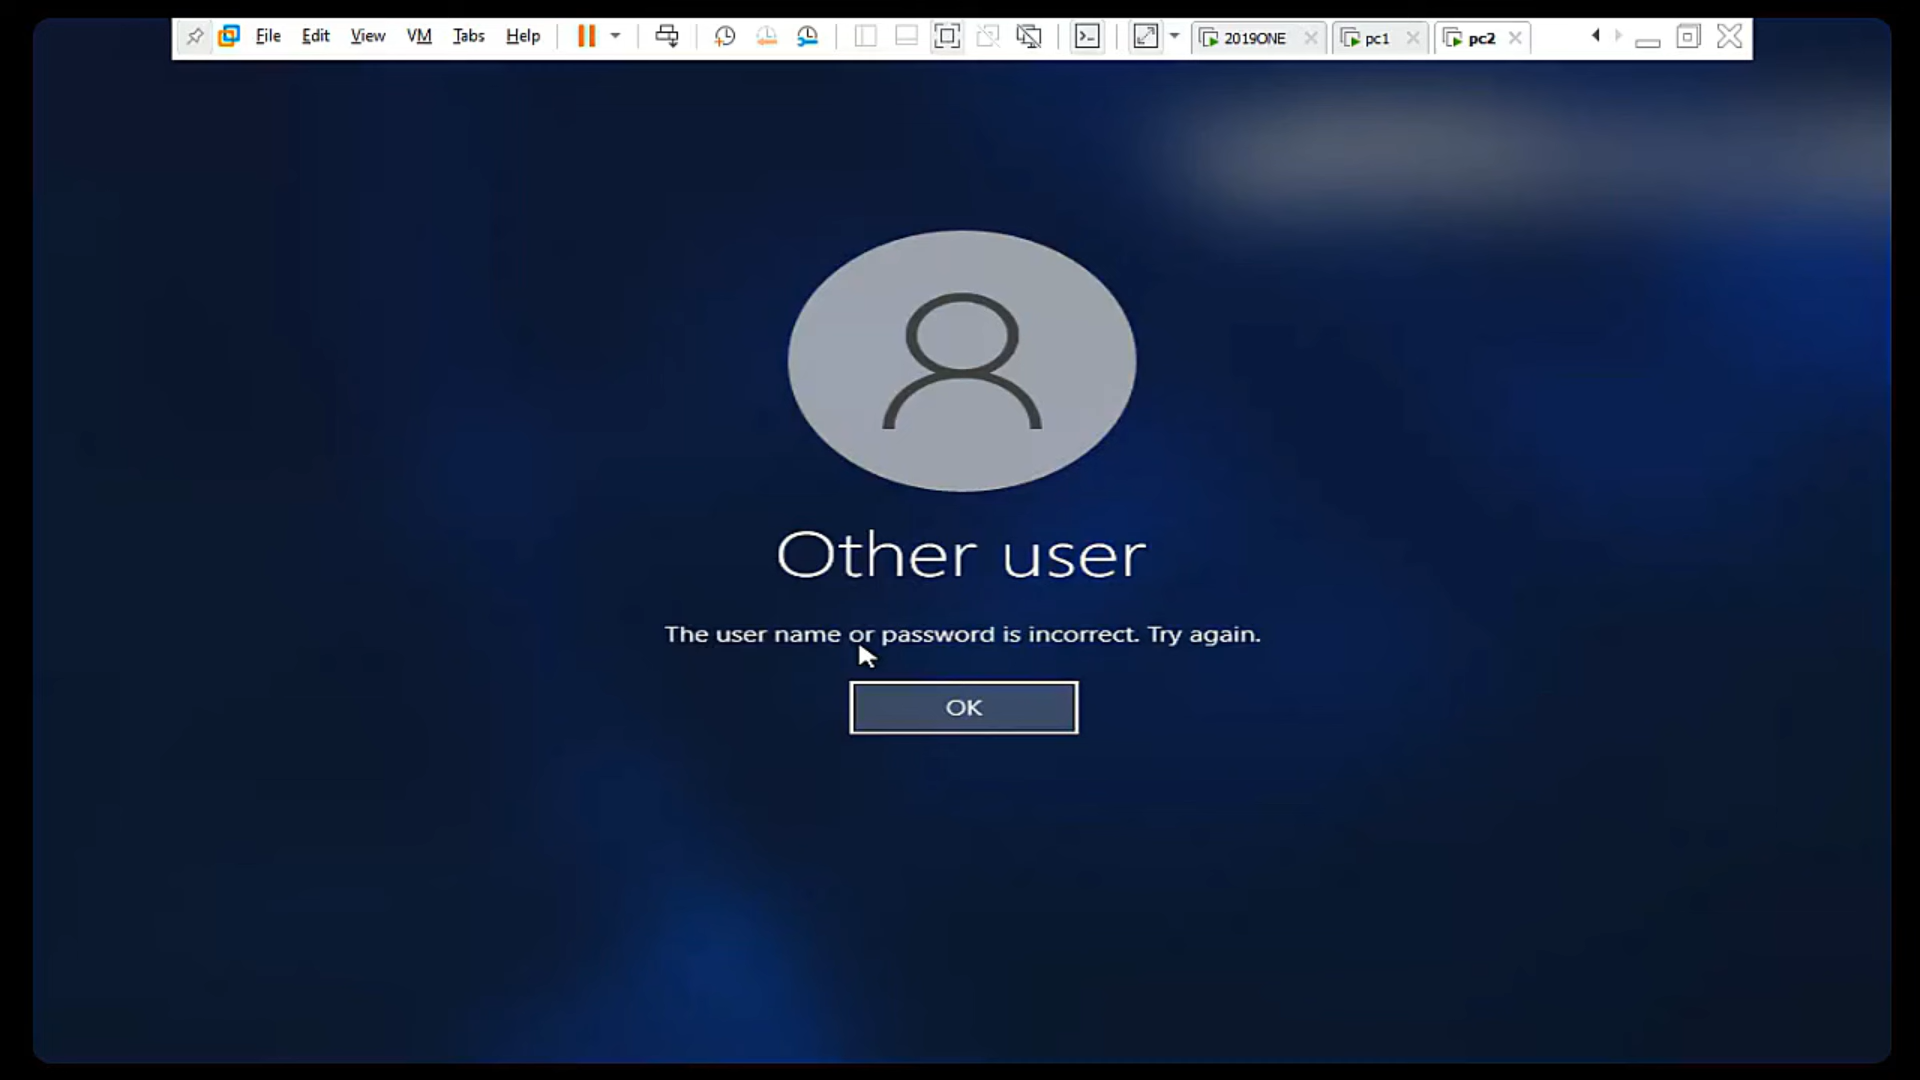 File Edit View VM Tabs Help 2019ONE pc1 pc2
Other user
The user name or password is incorrect. Try again.
OK